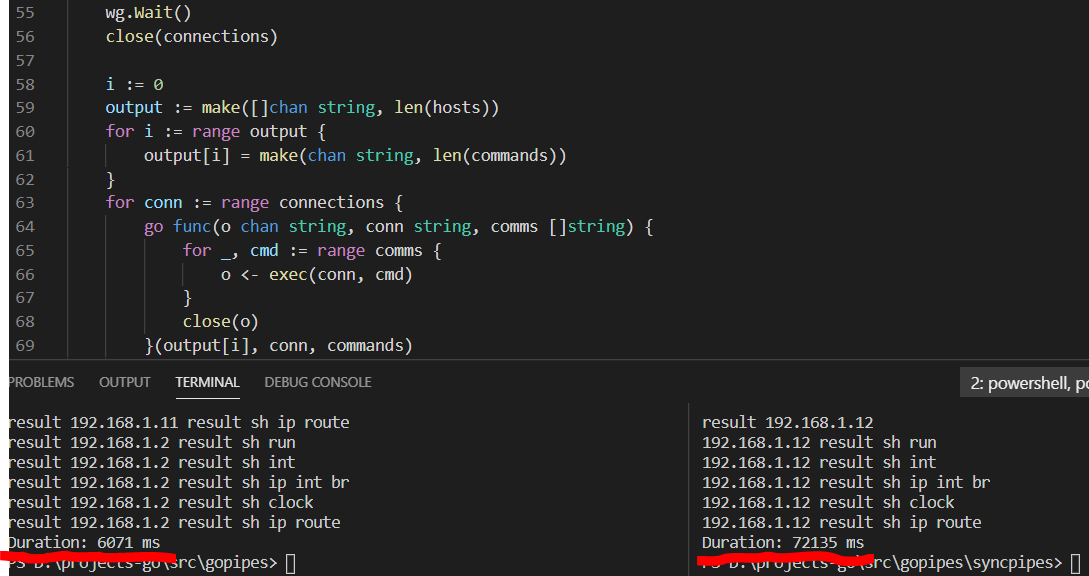 55 wg.Wait()
56 close(connections)
57
58 i := 0
59 output := make([]chan string, len(hosts))
60 for i := range output {
61 output[i] = make(chan string, len(commands))
62 }
63 for conn := range connections {
64 go func(o chan string, conn string, comms []string) {
65 for _, cmd := range comms {
66 o <- exec(conn, cmd)
67 }
68 close(o)
69 }(output[i], conn, commands)
PROBLEMS OUTPUT TERMINAL DEBUG CONSOLE 2: powershell, po
result 192.168.1.11 result sh ip route
result 192.168.1.2 result sh run
result 192.168.1.2 result sh int
result 192.168.1.2 result sh ip int br
result 192.168.1.2 result sh clock
result 192.168.1.2 result sh ip route
Duration: 6071 ms
PS D:\projects-go\src\gopipes>
result 192.168.1.12
192.168.1.12 result sh run
192.168.1.12 result sh int
192.168.1.12 result sh ip int br
192.168.1.12 result sh clock
192.168.1.12 result sh ip route
Duration: 72135 ms
PS D:\projects-go\src\gopipes\syncpipes>